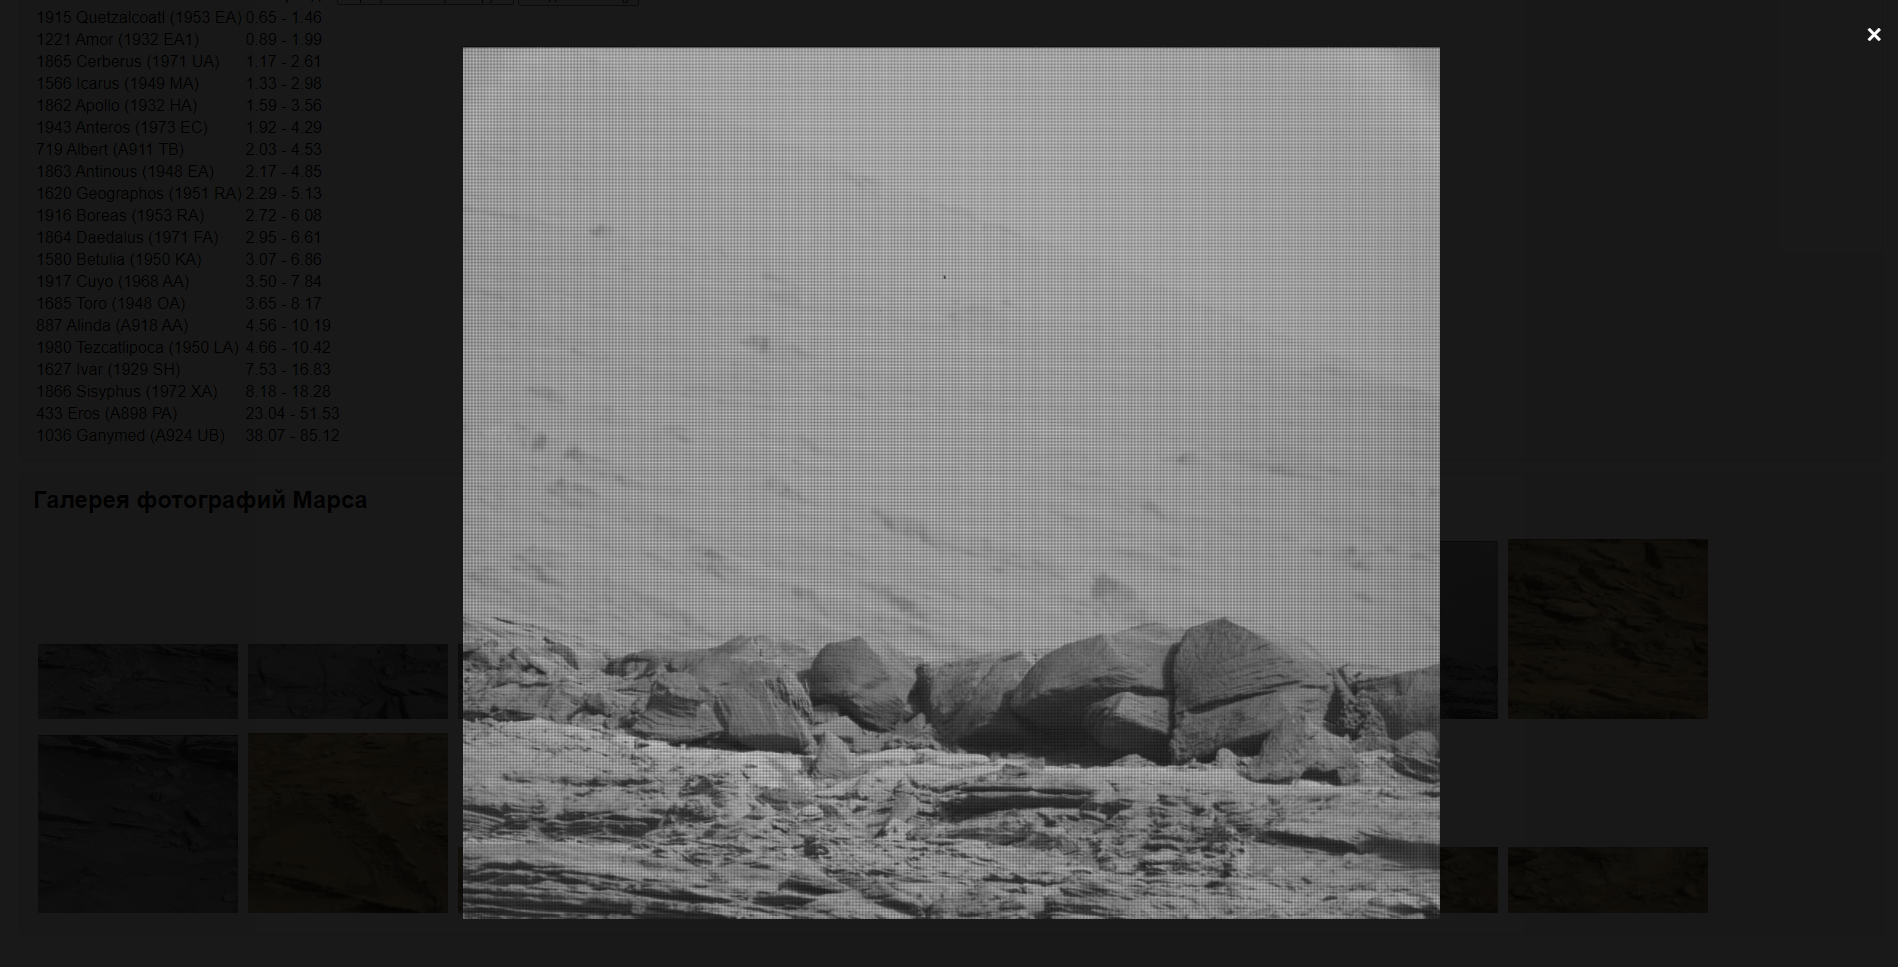 1915 Quetzalcoatl (1953 EA) 0.65 - 1.46
1221 Amor (1932 EA1) 0.89 - 1.99
1865 Cerberus (1971 UA) 1.17 - 2.61
1566 Icarus (1949 MA) 1.33 - 2.98
1862 Apollo (1932 HA) 1.59 - 3.56
1943 Anteros (1973 EC) 1.92 - 4.29
719 Albert (A911 TB) 2.03 - 4.53
1863 Antinous (1948 EA) 2.17 - 4.85
1620 Geographos (1951 RA) 2.29 - 5.13
1916 Boreas (1953 RA) 2.72 - 6.08
1864 Daedalus (1971 FA) 2.95 - 6.61
1580 Betulia (1950 KA) 3.07 - 6.86
1917 Cuyo (1968 AA) 3.50 - 7.84
1685 Toro (1948 OA) 3.65 - 8.17
887 Alinda (A918 AA) 4.56 - 10.19
1980 Tezcatlipoca (1950 LA) 4.66 - 10.42
1627 Ivar (1929 SH) 7.53 - 16.83
1866 Sisyphus (1972 XA) 8.18 - 18.28
433 Eros (A898 PA) 23.04 - 51.53
1036 Ganymed (A924 UB) 38.07 - 85.12
Галерея фотографий Марса